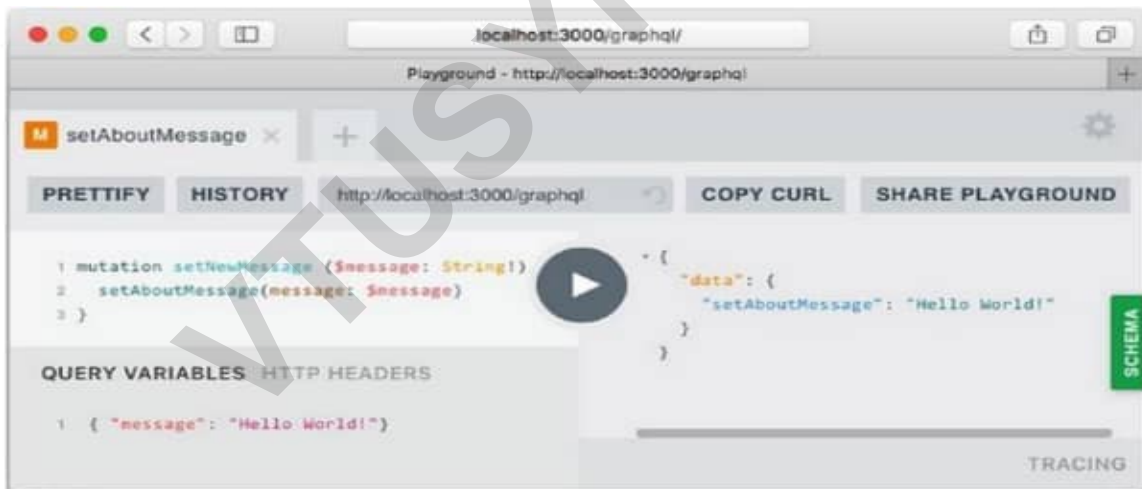 localhost:3000/graphql/
Playground - http://localhost:3000/graphql
M setAboutMessage
PRETTIFY HISTORY http://localhost:3000/graphql COPY CURL SHARE PLAYGROUND
1 mutation setNewMessage ($message: String!)
2 setAboutMessage(message: $message)
3 }
{
"data": {
"setAboutMessage": "Hello World!"
}
}
SCHEMA
QUERY VARIABLES HTTP HEADERS
1 { "message": "Hello World!"}
TRACING
VTUSY